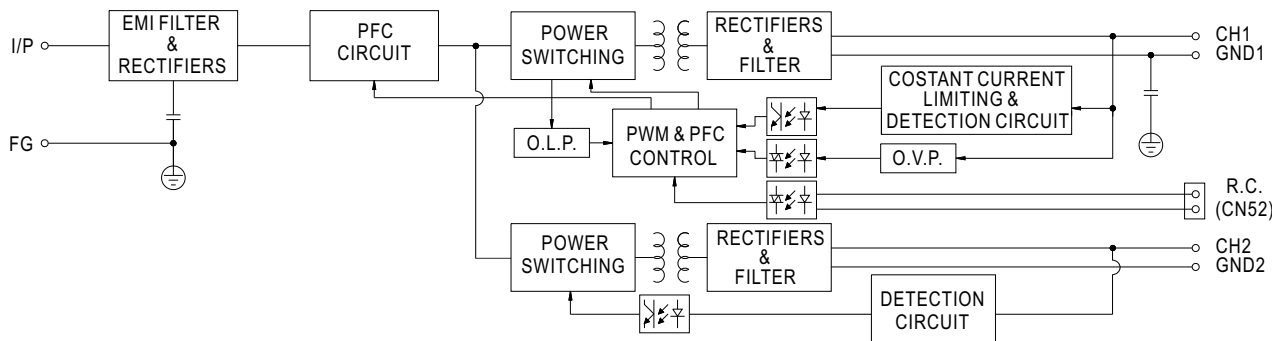 I/P
EMI FILTER
&
RECTIFIERS
PFC
CIRCUIT
POWER
SWITCHING
RECTIFIERS
&
FILTER
CH1
GND1
COSTANT CURRENT
LIMITING &
DETECTION CIRCUIT
FG
O.L.P.
PWM & PFC
CONTROL
O.V.P.
R.C.
(CN52)
POWER
SWITCHING
RECTIFIERS
&
FILTER
CH2
GND2
DETECTION
CIRCUIT